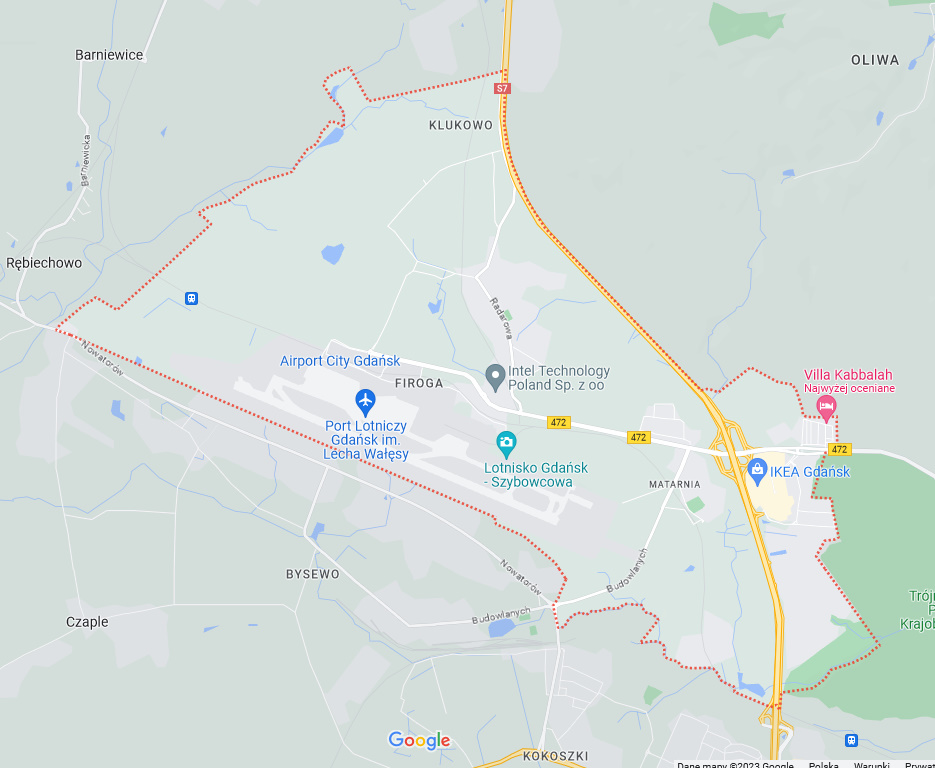 Barniewice
OLIWA
S7
KLUKOWO
Barniewicka
Rębiechowo
Radarowa
Nowatorów
Airport City Gdańsk
Intel Technology
Poland Sp. z oo
FIROGA
Villa Kabbalah
Najwyżej oceniane
Port Lotniczy
Gdańsk im.
Lecha Wałęsy
472
472
472
Lotnisko Gdańsk
- Szybowcowa
IKEA Gdańsk
MATARNIA
BYSEWO
Nowatorów
Budowlanych
Budowlanych
Czaple
Trój
P
Krajob
Google
KOKOSZKI
Dane mapy ©2023 Google Polska Warunki Prywat